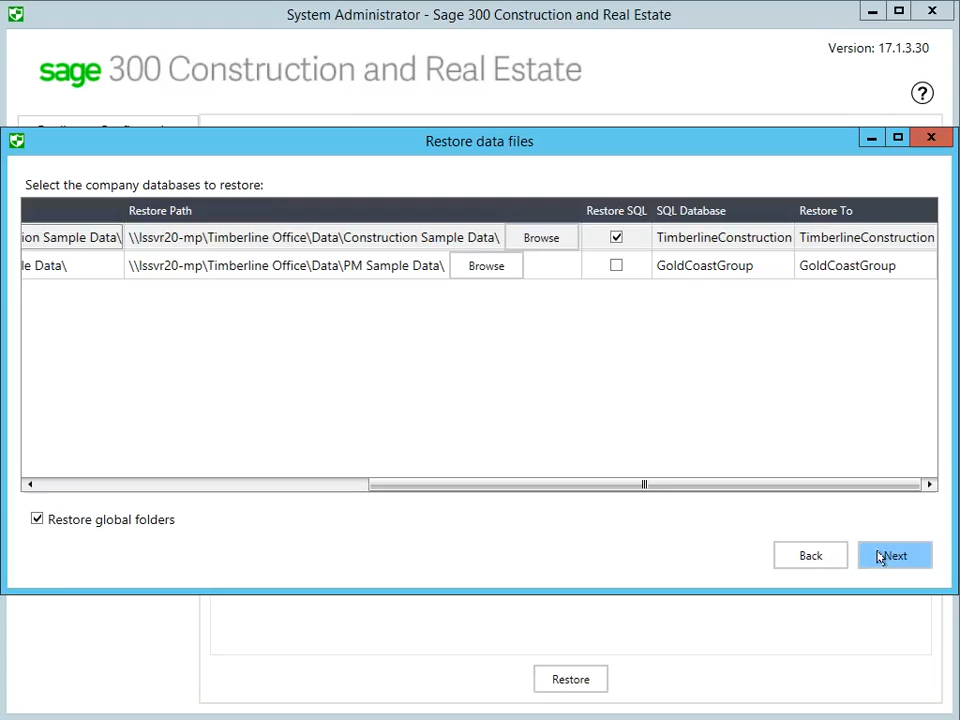 System Administrator - Sage 300 Construction and Real Estate
Version: 17.1.3.30
sage 300 Construction and Real Estate
?
Restore data files
Select the company databases to restore:
Restore Path Restore SQL SQL Database Restore To
ion Sample Data\ \\lssvr20-mp\Timberline Office\Data\Construction Sample Data\ Browse TimberlineConstruction TimberlineConstruction
le Data\ \\lssvr20-mp\Timberline Office\Data\PM Sample Data\ Browse GoldCoastGroup GoldCoastGroup
Restore global folders
Back Next
Restore